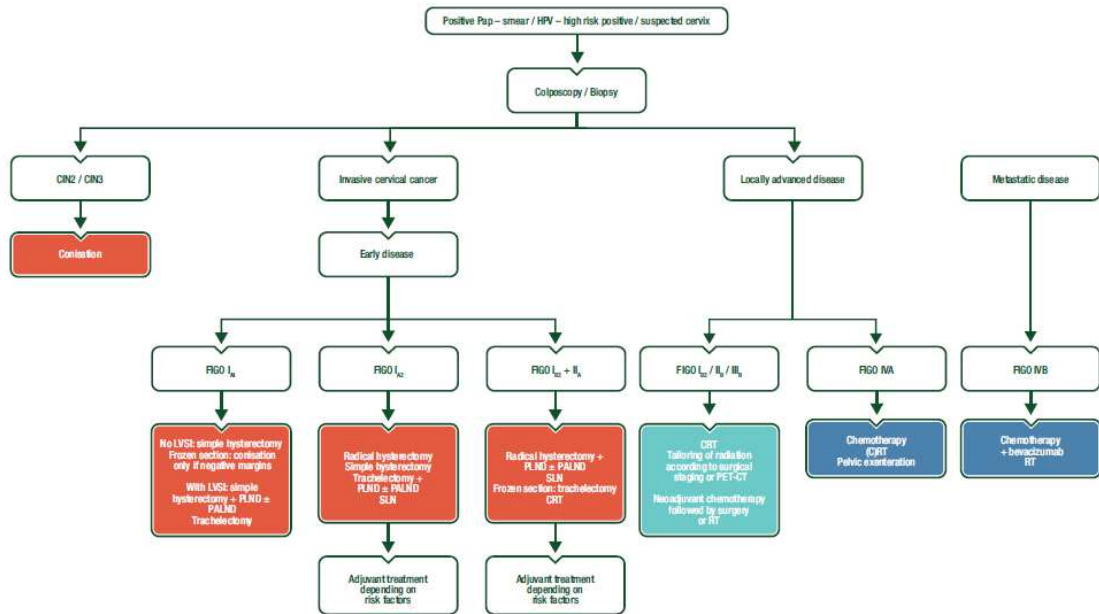 Positive Pap – smear / HPV – high risk positive / suspected cervix
Colposcopy / Biopsy
CIN2 / CIN3
Invasive cervical cancer
Locally advanced disease
Metastatic disease
Conisation
Early disease
FIGO IA1
FIGO IA2
FIGO IB2 + IIA
FIGO IB2 / IIB / IIIB
FIGO IVA
FIGO IVB
No LVSI: simple hysterectomy
Frozen section: conisation
only if negative margins
With LVSI: simple
hysterectomy + PLND ±
PALND
Trachelectomy
Radical hysterectomy
Simple hysterectomy
Trachelectomy +
PLND ± PALND
SLN
Radical hysterectomy +
PLND ± PALND
SLN
Frozen section: trachelectomy
CRT
CRT
Tailoring of radiation
according to surgical
staging or PET-CT
Neoadjuvant chemotherapy
followed by surgery
or RT
Chemotherapy
(C)RT
Pelvic exenteration
Chemotherapy
+ bevacizumab
RT
Adjuvant treatment
depending on
risk factors
Adjuvant treatment
depending on
risk factors